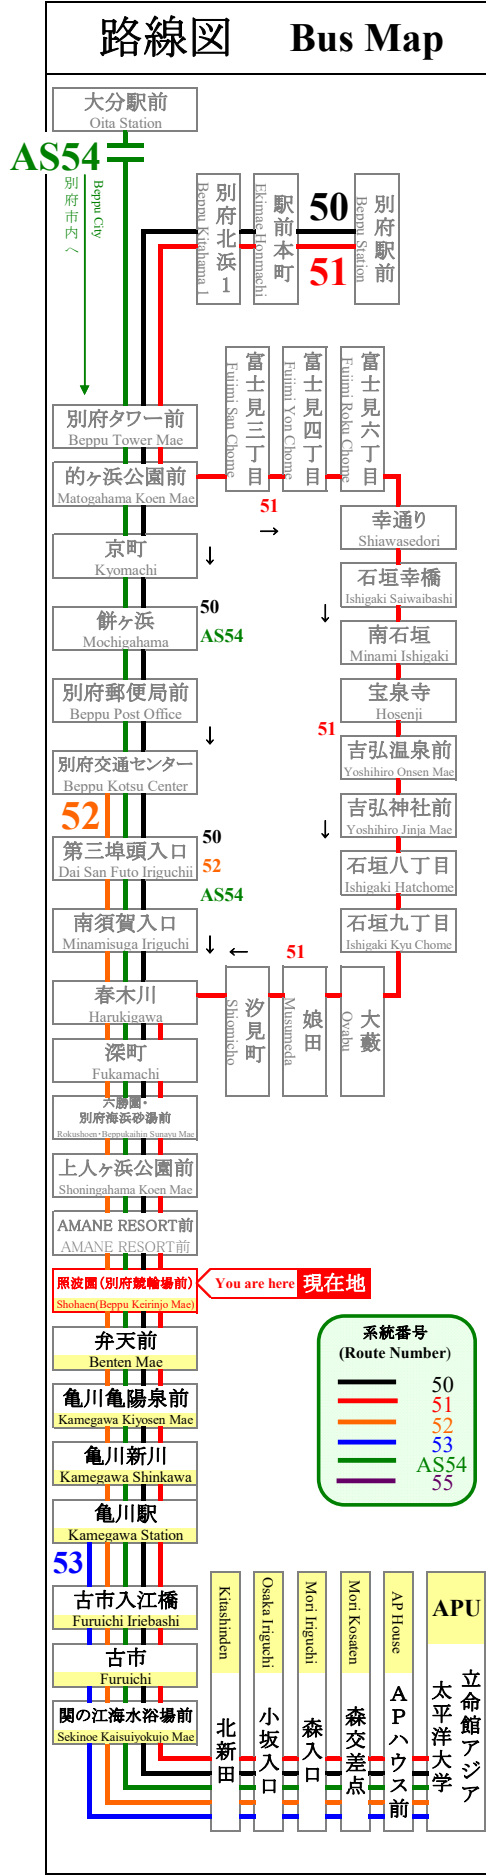 路線図 Bus Map
大分駅前
Oita Station
AS54
Beppu City
別府市内へ
別府北浜1
Beppu Kitahama 1
駅前本町
Ekimae Honmachi
50
51
別府駅前
Beppu Station
別府タワー前
Beppu Tower Mae
的ヶ浜公園前
Matogahama Koen Mae
富士見三丁目
Fujimi San Chome
富士見四丁目
Fujimi Yon Chome
富士見六丁目
Fujimi Roku Chome
51
→
幸通り
Shiawasedori
京町
Kyomachi
↓
石垣幸橋
Ishigaki Saiwaibashi
餅ヶ浜
Mochigahama
50
AS54
↓
南石垣
Minami Ishigaki
別府郵便局前
Beppu Post Office
↓
宝泉寺
Hosenji
51
吉弘温泉前
Yoshihiro Onsen Mae
別府交通センター
Beppu Kotsu Center
52
↓
吉弘神社前
Yoshihiro Jinja Mae
第三埠頭入口
Dai San Futo Iriguchii
50
52
AS54
石垣八丁目
Ishigaki Hatchome
南須賀入口
Minamisuga Iriguchi
↓
←
51
石垣九丁目
Ishigaki Kyu Chome
春木川
Harukigawa
汐見町
Shiomicho
娘田
Musumeda
大藪
Oyabu
深町
Fukamachi
六勝園・
別府海浜砂湯前
Rokushoen・Beppukaihin Sunayu Mae
上人ヶ浜公園前
Shoningahama Koen Mae
AMANE RESORT前
AMANE RESORT前
照波園(別府競輪場前)
Shohaen(Beppu Keirinjo Mae)
You are here 現在地
弁天前
Benten Mae
亀川亀陽泉前
Kamegawa Kiyosen Mae
亀川新川
Kamegawa Shinkawa
亀川駅
Kamegawa Station
系統番号
(Route Number)
50
51
52
53
AS54
55
53
古市入江橋
Furuichi Iriebashi
古市
Furuichi
関の江海水浴場前
Sekinoe Kaisuiyokujo Mae
Kitashinden
北新田
Osaka Iriguchi
小坂入口
Mori Iriguchi
森入口
Mori Kosaten
森交差点
AP House
APハウス前
APU
立命館アジア
太平洋大学